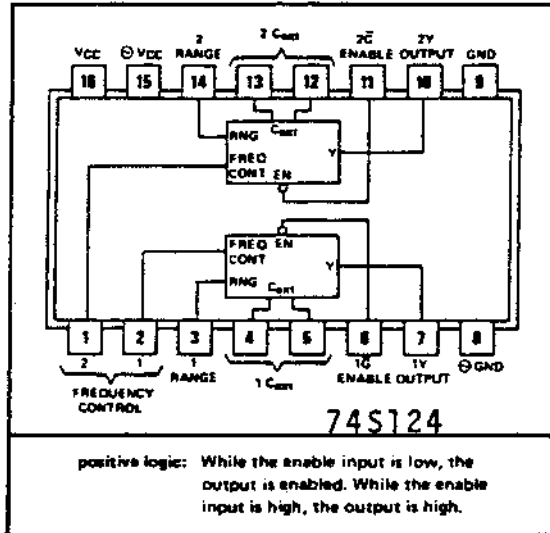 2 2 Cext 2G̅ 2Y
VCC ⊖VCC RANGE ENABLE OUTPUT GND
16 15 14 13 12 11 10 9
Cext
RNG
Y
FREQ
CONT EN
FREQ EN
CONT
Y
RNG
Cext
1 2 3 4 5 6 7 8
2 1 1 1 Cext 1G̅ 1Y ⊖GND
RANGE ENABLE OUTPUT
FREQUENCY
CONTROL
74S124
positive logic: While the enable input is low, the
output is enabled. While the enable
input is high, the output is high.